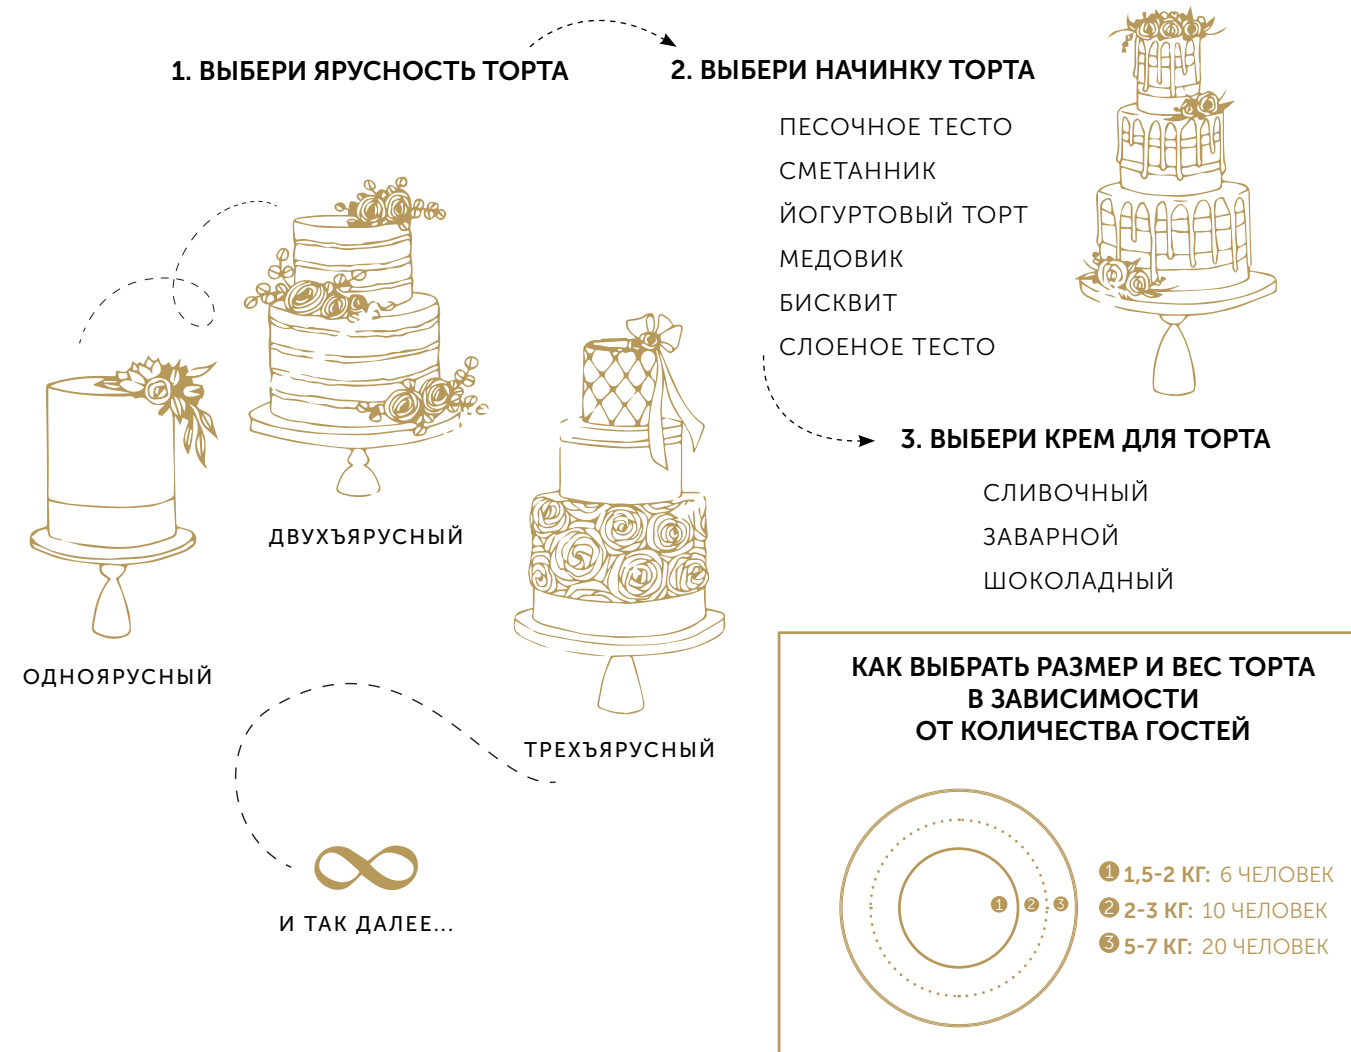 1. ВЫБЕРИ ЯРУСНОСТЬ ТОРТА
ОДНОЯРУСНЫЙ
ДВУХЪЯРУСНЫЙ
ТРЕХЪЯРУСНЫЙ
И ТАК ДАЛЕЕ...
2. ВЫБЕРИ НАЧИНКУ ТОРТА
ПЕСОЧНОЕ ТЕСТО
СМЕТАННИК
ЙОГУРТОВЫЙ ТОРТ
МЕДОВИК
БИСКВИТ
СЛОЕНОЕ ТЕСТО
3. ВЫБЕРИ КРЕМ ДЛЯ ТОРТА
СЛИВОЧНЫЙ
ЗАВАРНОЙ
ШОКОЛАДНЫЙ
КАК ВЫБРАТЬ РАЗМЕР И ВЕС ТОРТА
В ЗАВИСИМОСТИ
ОТ КОЛИЧЕСТВА ГОСТЕЙ
1 2 3
1 1,5-2 КГ: 6 ЧЕЛОВЕК
2 2-3 КГ: 10 ЧЕЛОВЕК
3 5-7 КГ: 20 ЧЕЛОВЕК